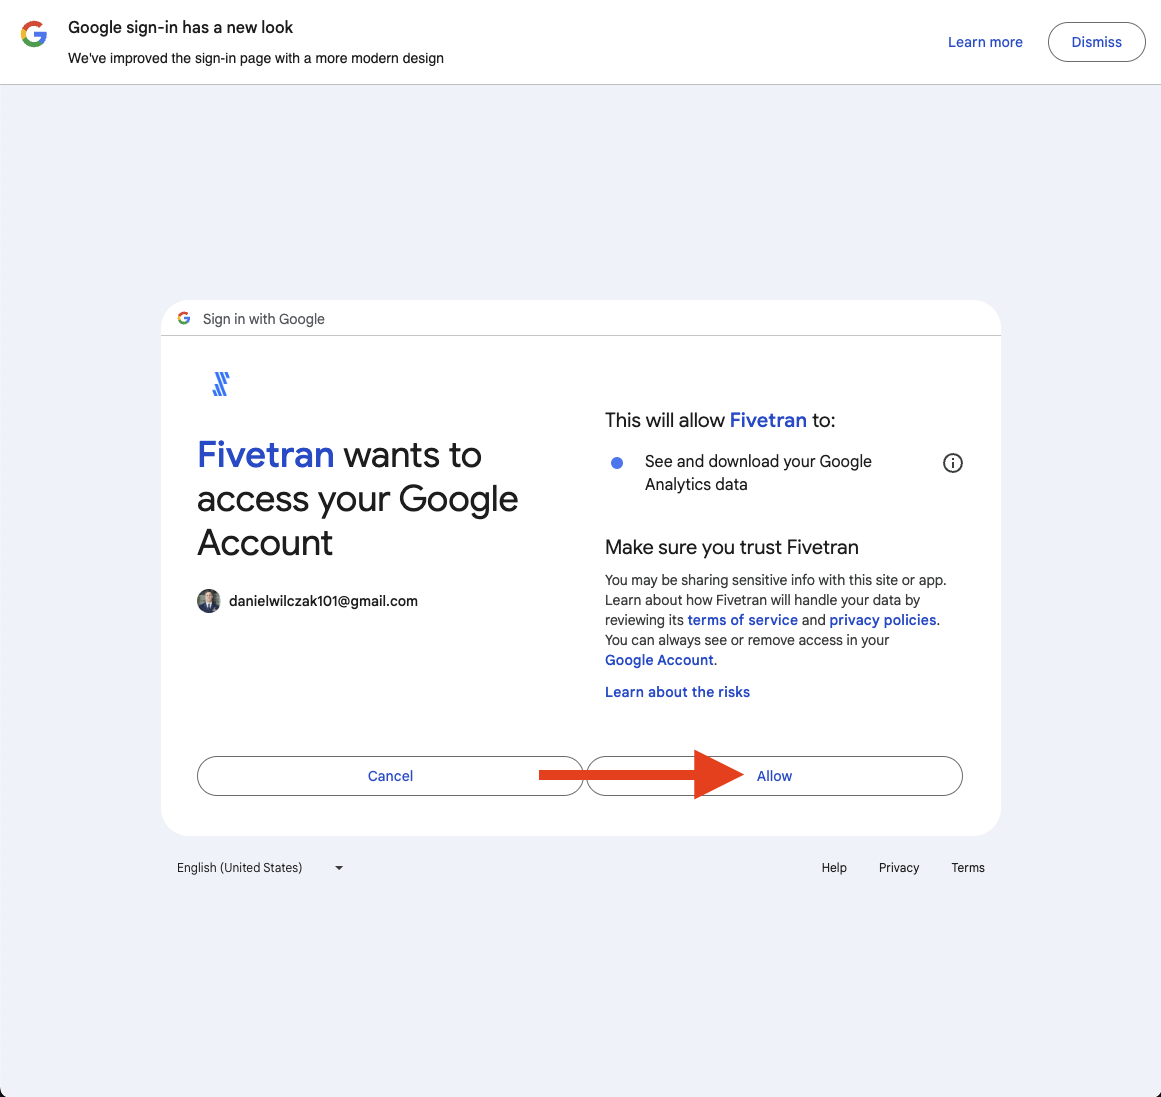 Google sign-in has a new look
We've improved the sign-in page with a more modern design
Learn more
Dismiss
Sign in with Google
Fivetran wants to
access your Google
Account
danielwilczak101@gmail.com
This will allow Fivetran to:
See and download your Google
Analytics data
Make sure you trust Fivetran
You may be sharing sensitive info with this site or app.
Learn about how Fivetran will handle your data by
reviewing its terms of service and privacy policies.
You can always see or remove access in your
Google Account.
Learn about the risks
Cancel
Allow
English (United States)
Help
Privacy
Terms